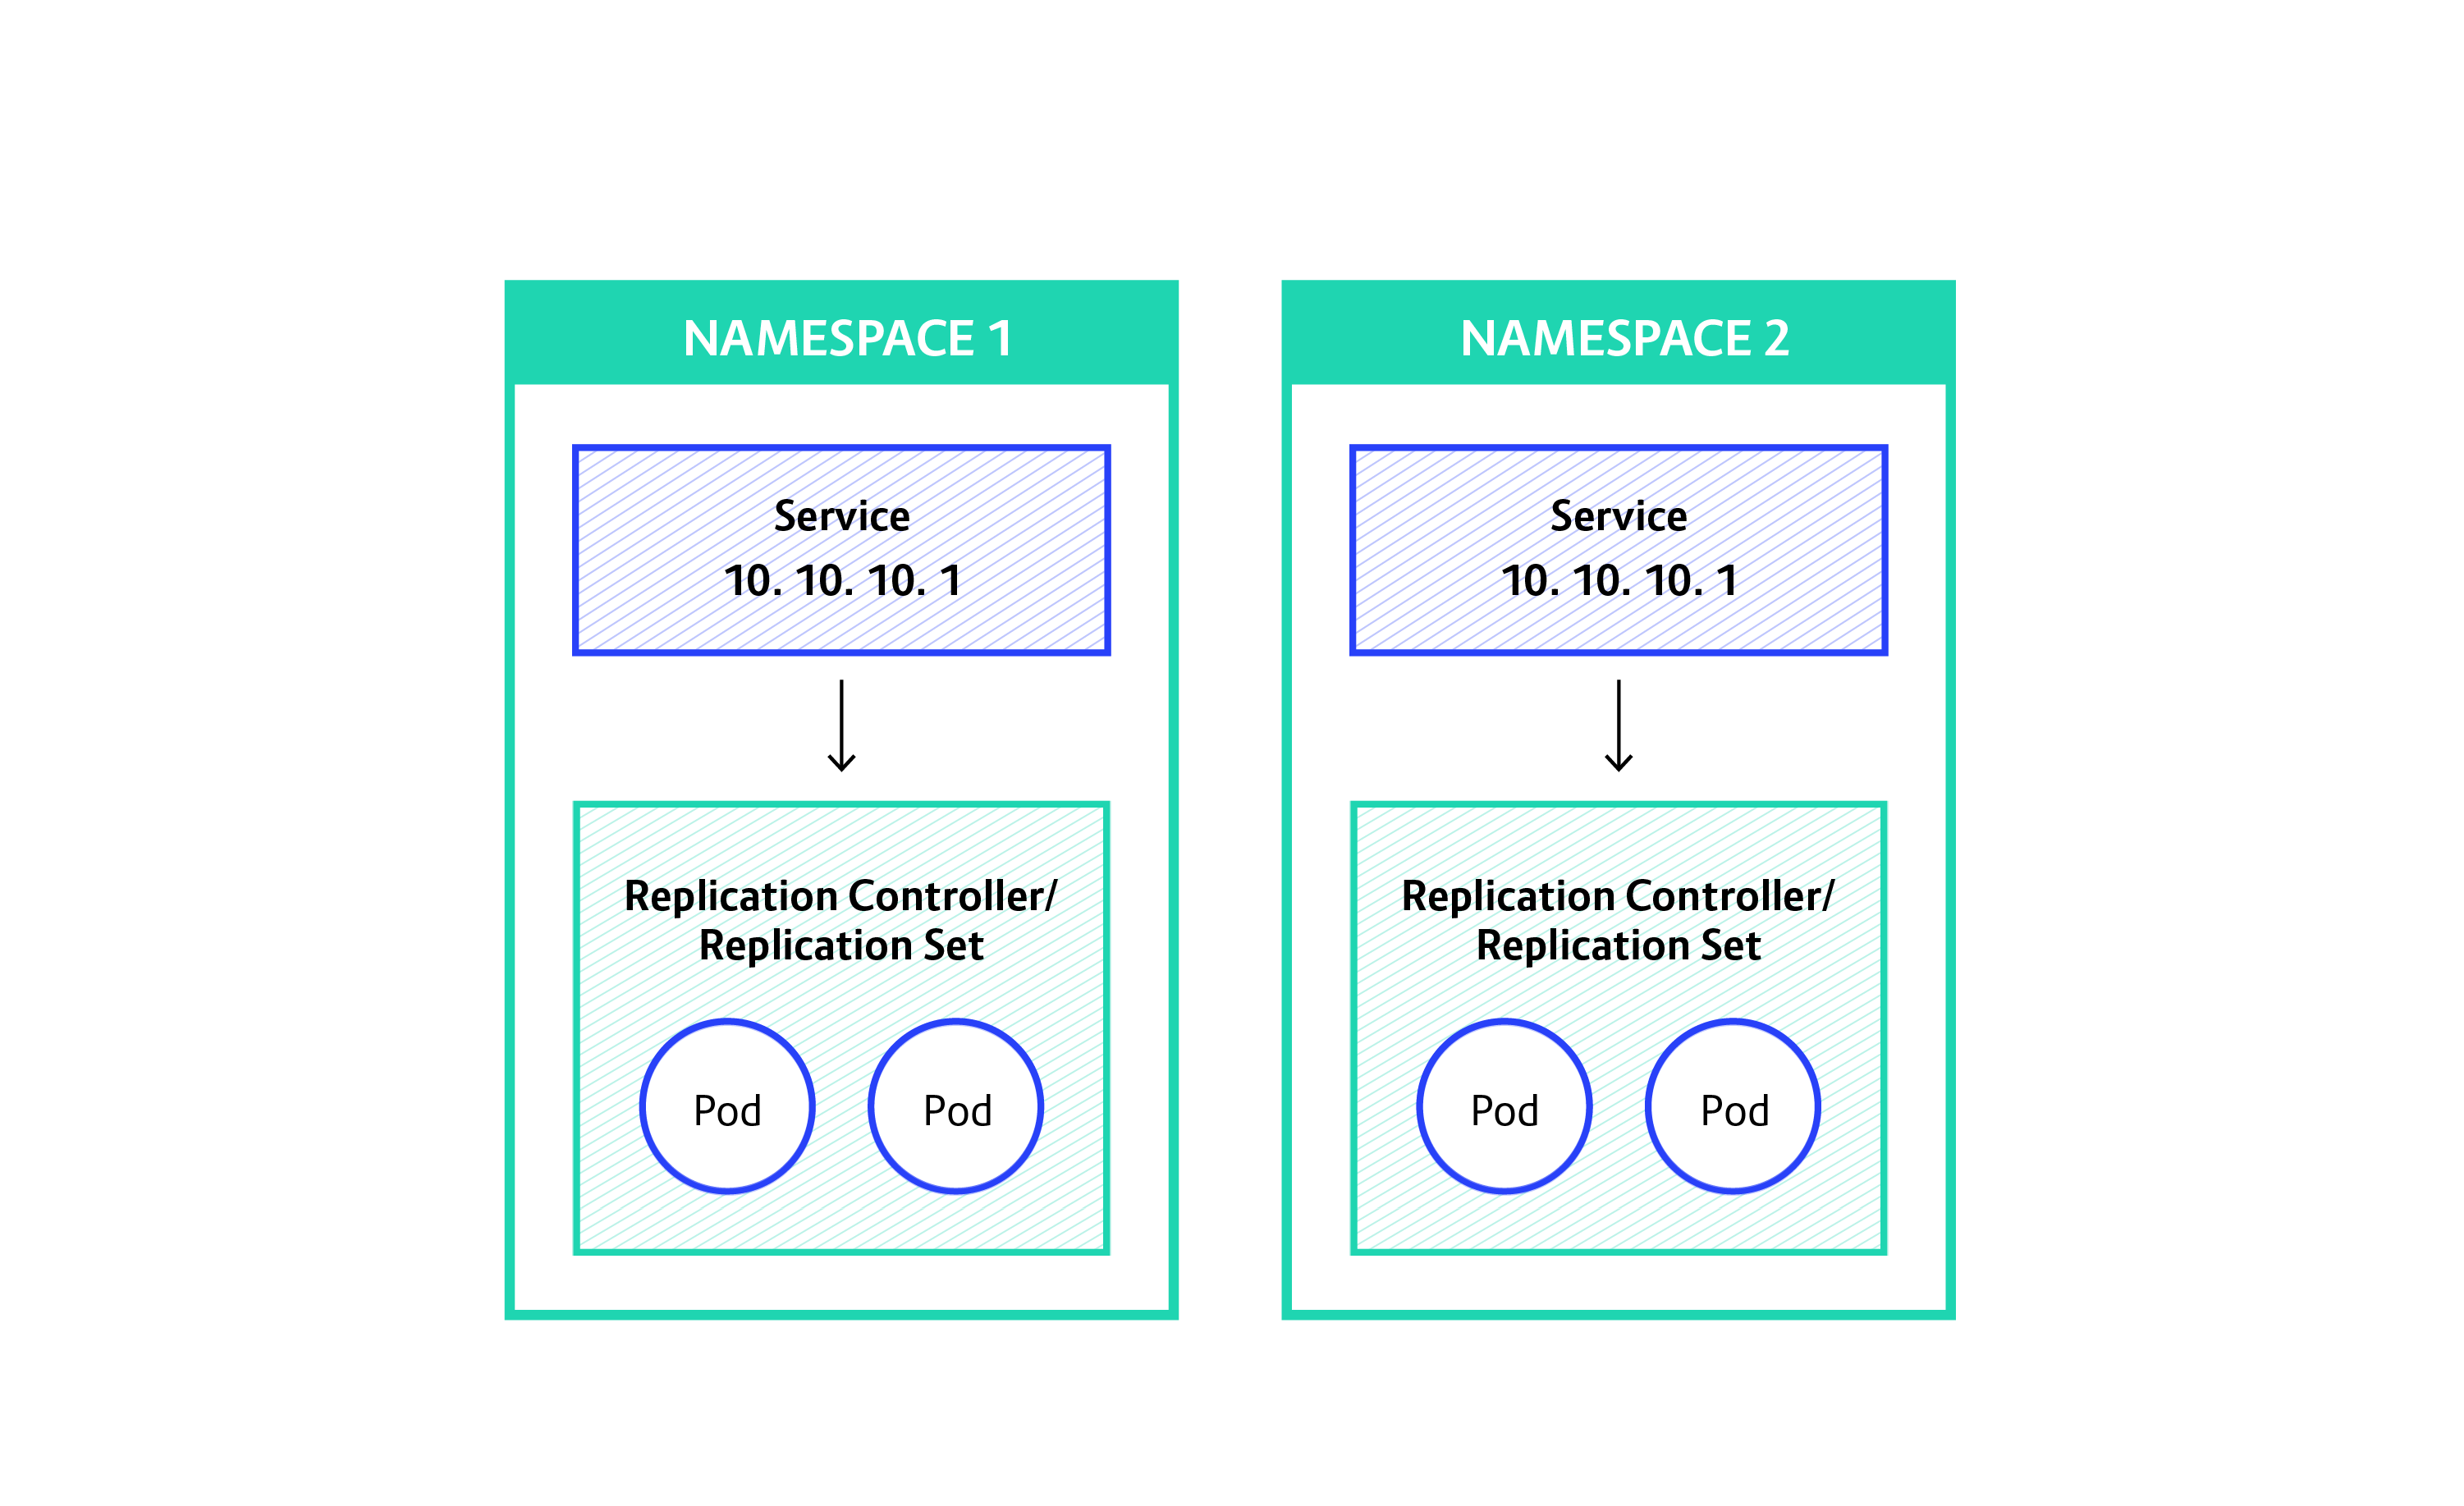 NAMESPACE 1
Service
10. 10. 10. 1
Replication Controller/
Replication Set
Pod
Pod
NAMESPACE 2
Service
10. 10. 10. 1
Replication Controller/
Replication Set
Pod
Pod